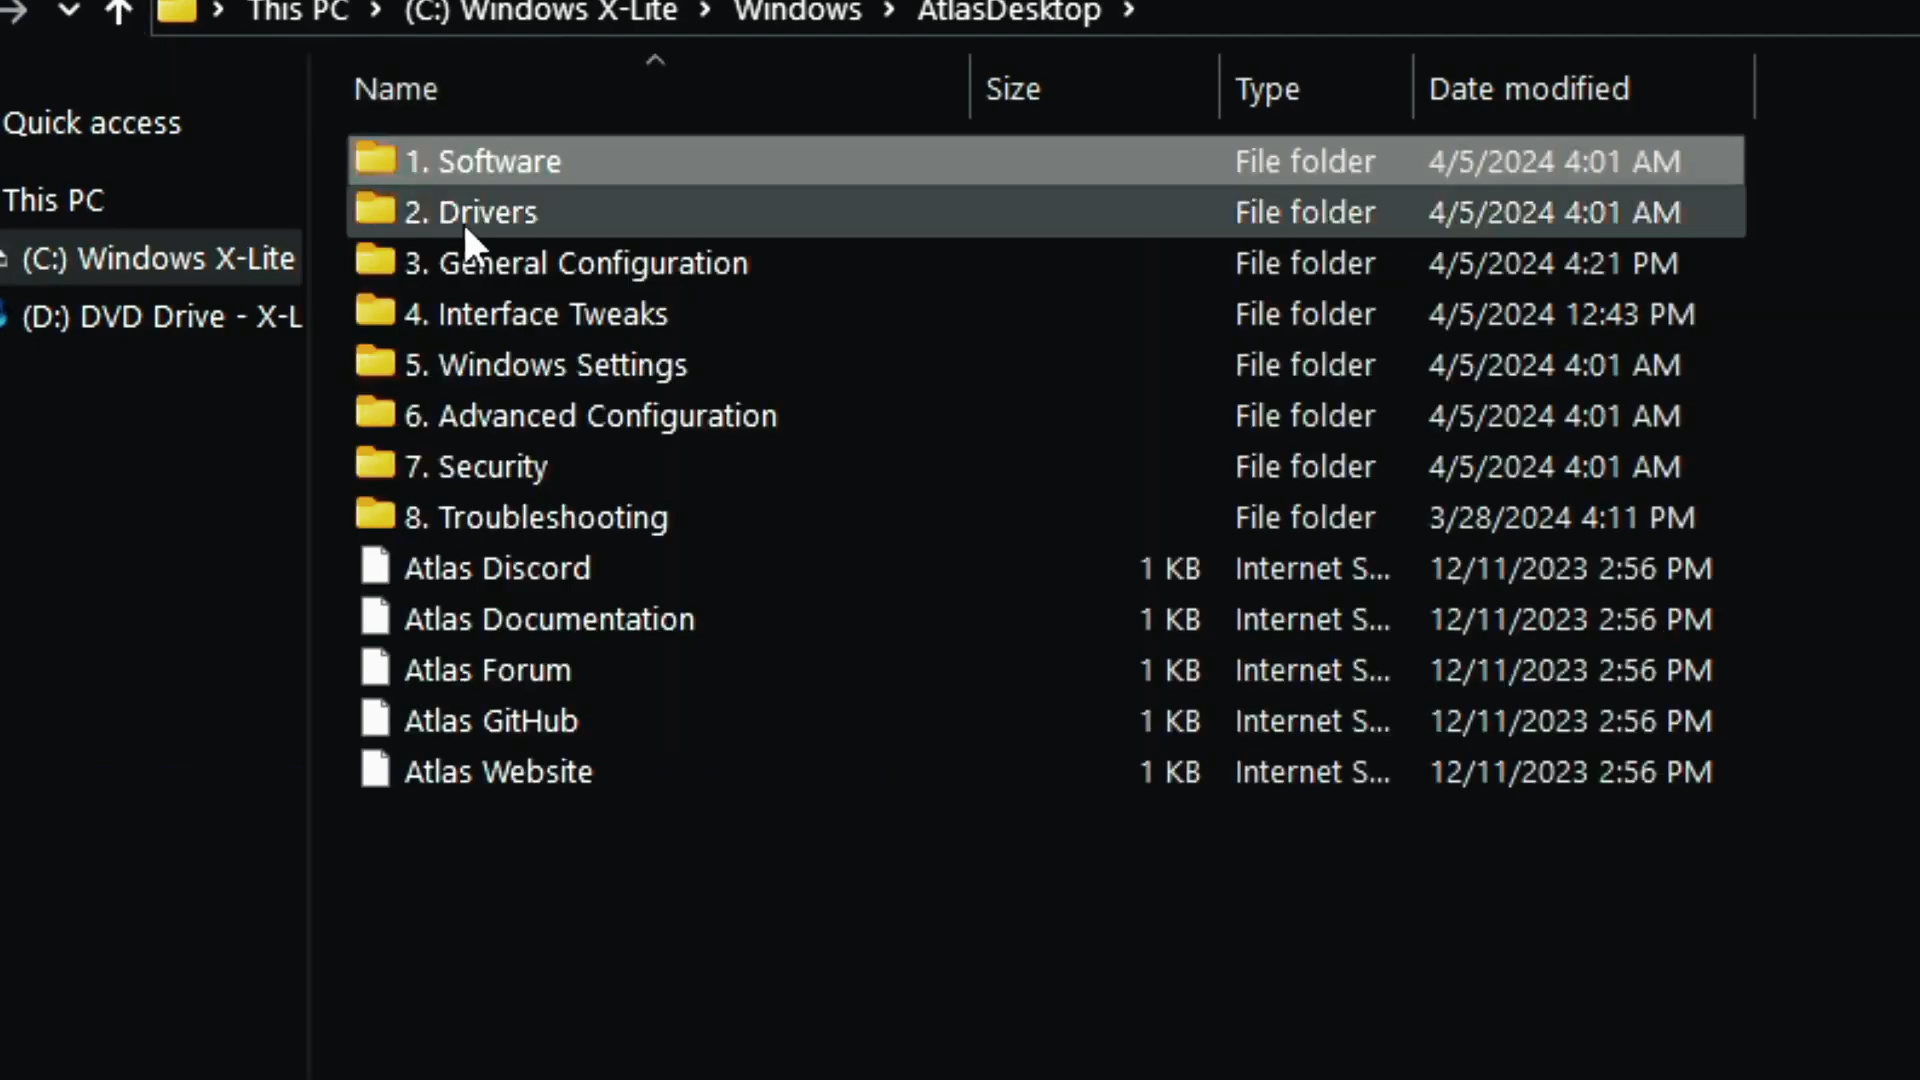 This PC > (C:) Windows X-Lite > Windows > AtlasDesktop >
Name Size Type Date modified
Quick access
This PC
(C:) Windows X-Lite
(D:) DVD Drive - X-L
1. Software File folder 4/5/2024 4:01 AM
2. Drivers File folder 4/5/2024 4:01 AM
3. General Configuration File folder 4/5/2024 4:21 PM
4. Interface Tweaks File folder 4/5/2024 12:43 PM
5. Windows Settings File folder 4/5/2024 4:01 AM
6. Advanced Configuration File folder 4/5/2024 4:01 AM
7. Security File folder 4/5/2024 4:01 AM
8. Troubleshooting File folder 3/28/2024 4:11 PM
Atlas Discord 1 KB Internet S... 12/11/2023 2:56 PM
Atlas Documentation 1 KB Internet S... 12/11/2023 2:56 PM
Atlas Forum 1 KB Internet S... 12/11/2023 2:56 PM
Atlas GitHub 1 KB Internet S... 12/11/2023 2:56 PM
Atlas Website 1 KB Internet S... 12/11/2023 2:56 PM